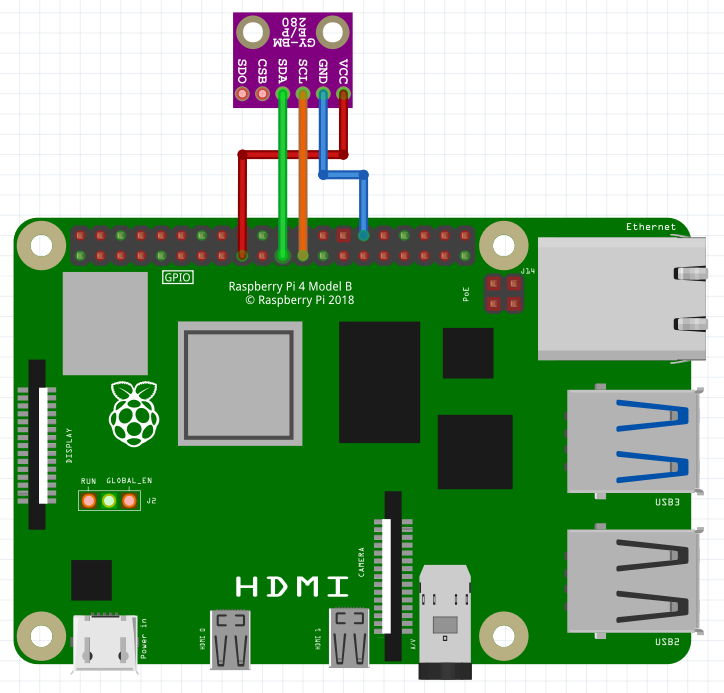 GY-BM
E/P
280
SDO
CSB
SDA
SCL
GND
VCC
Ethernet
GPIO
J14
PoE
Raspberry Pi 4 Model B
© Raspberry Pi 2018
DISPLAY
RUN
GLOBAL_EN
J2
USB3
CAMERA
HDMI
Power in
HDMI 0
HDMI 1
A/V
USB2